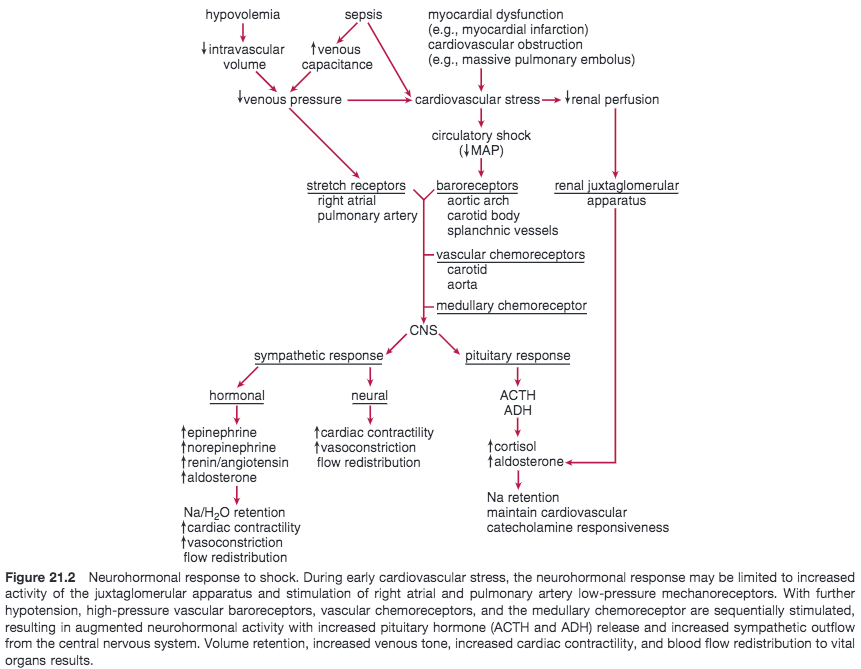 hypovolemia
sepsis
myocardial dysfunction
(e.g., myocardial infarction)
cardiovascular obstruction
(e.g., massive pulmonary embolus)
↓intravascular
volume
↑venous
capacitance
↓venous pressure
cardiovascular stress
↓renal perfusion
circulatory shock
(↓MAP)
stretch receptors
right atrial
pulmonary artery
baroreceptors
aortic arch
carotid body
splanchnic vessels
renal juxtaglomerular
apparatus
vascular chemoreceptors
carotid
aorta
medullary chemoreceptor
CNS
sympathetic response
pituitary response
hormonal
neural
ACTH
ADH
↑epinephrine
↑norepinephrine
↑renin/angiotensin
↑aldosterone
↑cardiac contractility
↑vasoconstriction
flow redistribution
↑cortisol
↑aldosterone
Na/H₂O retention
↑cardiac contractility
↑vasoconstriction
flow redistribution
Na retention
maintain cardiovascular
catecholamine responsiveness
Figure 21.2 Neurohormonal response to shock. During early cardiovascular stress, the neurohormonal response may be limited to increased
activity of the juxtaglomerular apparatus and stimulation of right atrial and pulmonary artery low-pressure mechanoreceptors. With further
hypotension, high-pressure vascular baroreceptors, vascular chemoreceptors, and the medullary chemoreceptor are sequentially stimulated,
resulting in augmented neurohormonal activity with increased pituitary hormone (ACTH and ADH) release and increased sympathetic outflow
from the central nervous system. Volume retention, increased venous tone, increased cardiac contractility, and blood flow redistribution to vital
organs results.